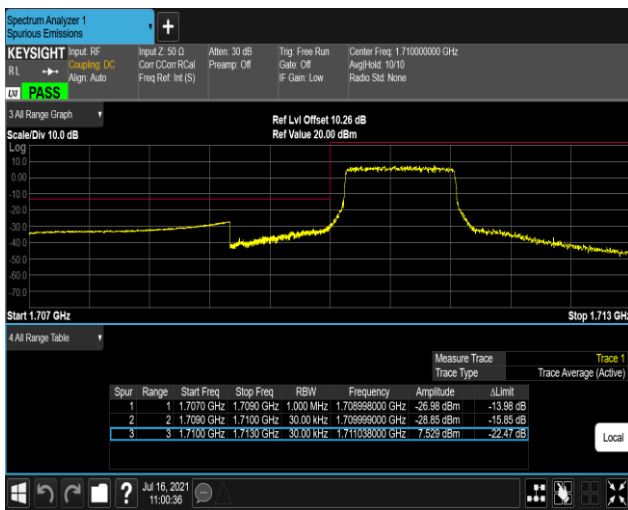 Spectrum Analyzer 1
Spurious Emissions
+
KEYSIGHT Input: RF Input Z: 50 Ω Atten: 30 dB Trig: Free Run Center Freq: 1.710000000 GHz
RL Coupling: DC Corr CCorr RCal Preamp: Off Gate: Off Avg|Hold: 10/10
Align: Auto Freq Ref: Int (S) IF Gain: Low Radio Std: None
LXI PASS
3 All Range Graph
Ref Lvl Offset 10.26 dB
Scale/Div 10.0 dB Ref Value 20.00 dBm
Log
10.0
0.00
-10.0
-20.0
-30.0
-40.0
-50.0
-60.0
-70.0
Start 1.707 GHz Stop 1.713 GHz
4 All Range Table
Measure Trace Trace 1
Trace Type Trace Average (Active)
Spur Range Start Freq Stop Freq RBW Frequency Amplitude ΔLimit
1 1 1.7070 GHz 1.7090 GHz 1.000 MHz 1.708998000 GHz -26.98 dBm -13.98 dB
2 2 1.7090 GHz 1.7100 GHz 30.00 kHz 1.709999000 GHz -28.85 dBm -15.85 dB
3 3 1.7100 GHz 1.7130 GHz 30.00 kHz 1.711038000 GHz 7.529 dBm -22.47 dB
Local
? Jul 16, 2021
11:00:36